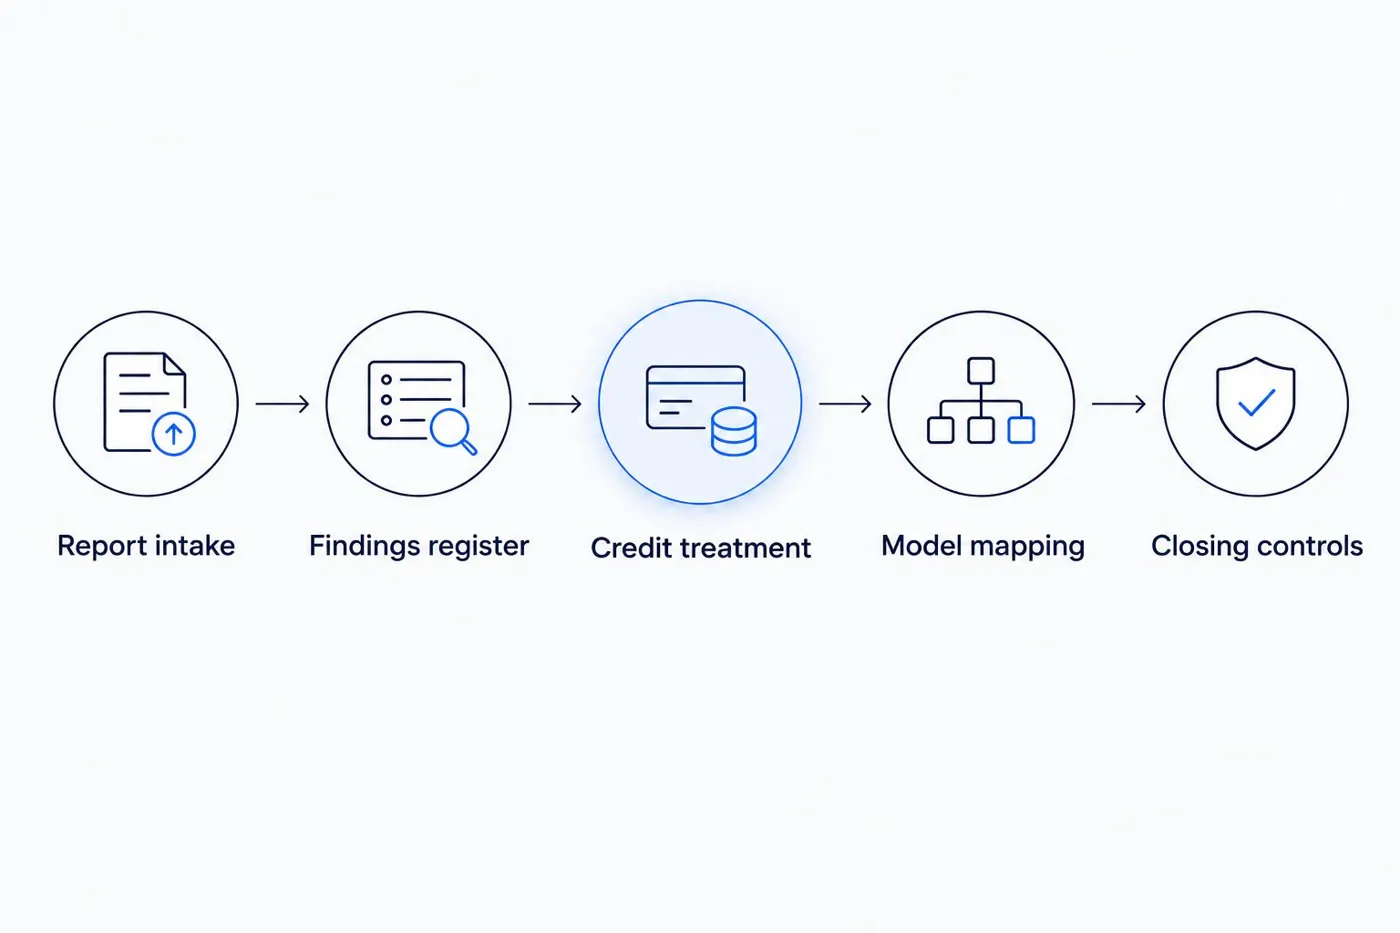 Report intake
Findings register
Credit treatment
Model mapping
Closing controls